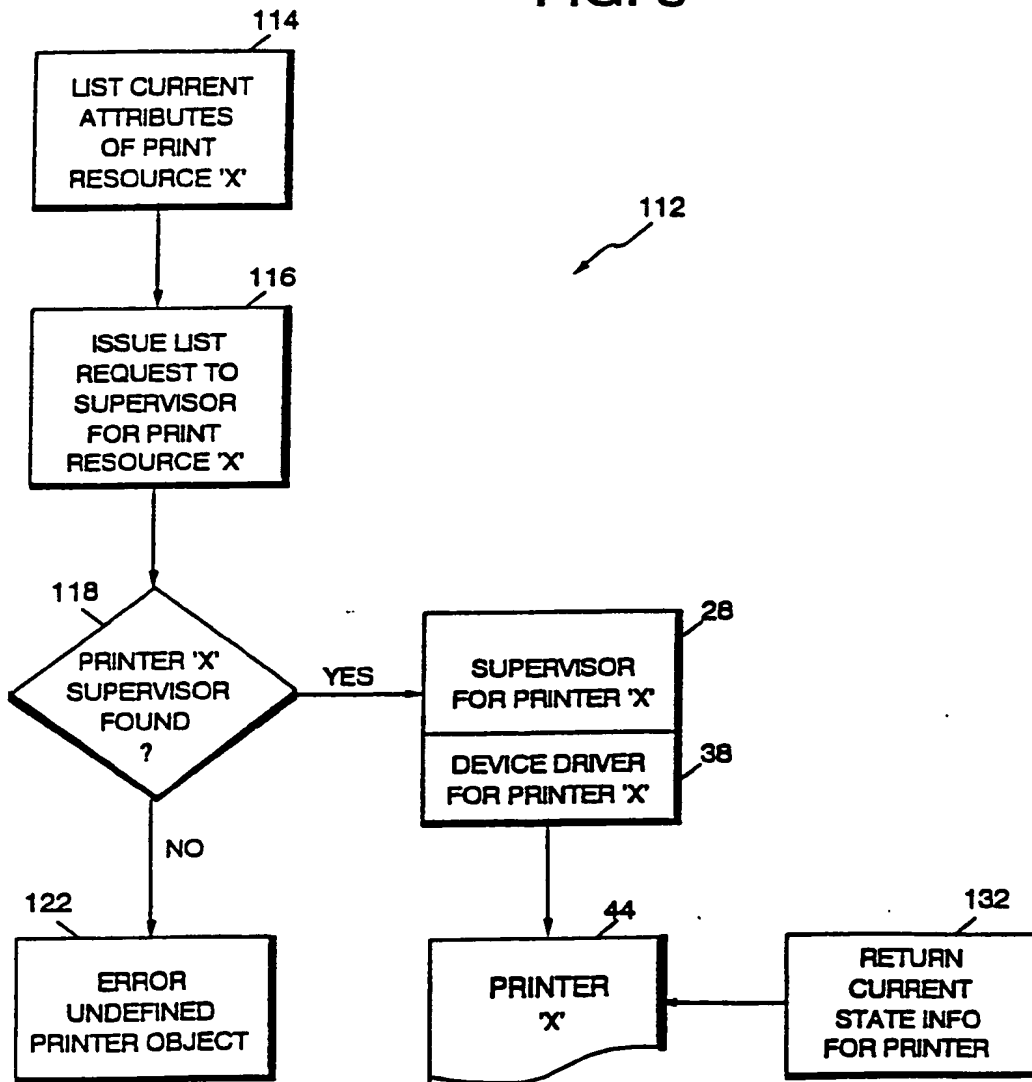 114
LIST CURRENT
ATTRIBUTES
OF PRINT
RESOURCE 'X'
112
116
ISSUE LIST
REQUEST TO
SUPERVISOR
FOR PRINT
RESOURCE 'X'
118
PRINTER 'X'
SUPERVISOR
FOUND
?
YES
28
SUPERVISOR
FOR PRINTER 'X'
38
DEVICE DRIVER
FOR PRINTER 'X'
NO
122
ERROR
UNDEFINED
PRINTER OBJECT
44
PRINTER
'X'
132
RETURN
CURRENT
STATE INFO
FOR PRINTER